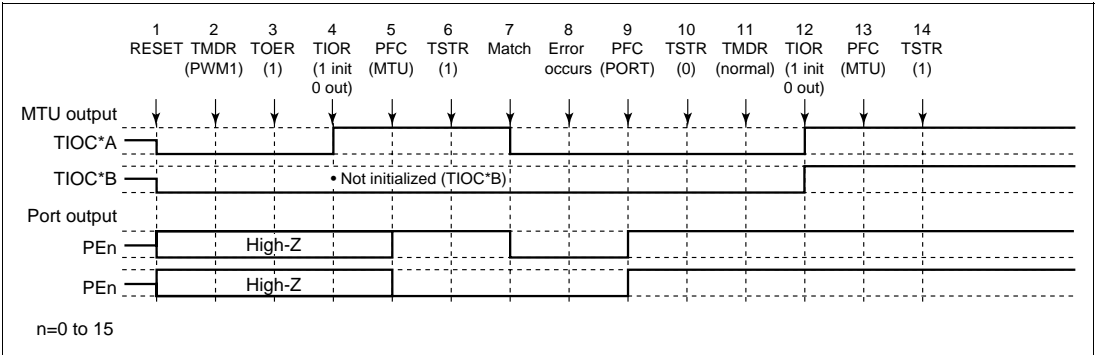 1 2 3 4 5 6 7 8 9 10 11 12 13 14
RESET TMDR TOER TIOR PFC TSTR Match Error PFC TSTR TMDR TIOR PFC TSTR
(PWM1) (1) (1 init (MTU) (1) occurs (PORT) (0) (normal) (1 init (MTU) (1)
0 out) 0 out)
MTU output
TIOC*A
TIOC*B • Not initialized (TIOC*B)
Port output
PEn High-Z
PEn High-Z
n=0 to 15